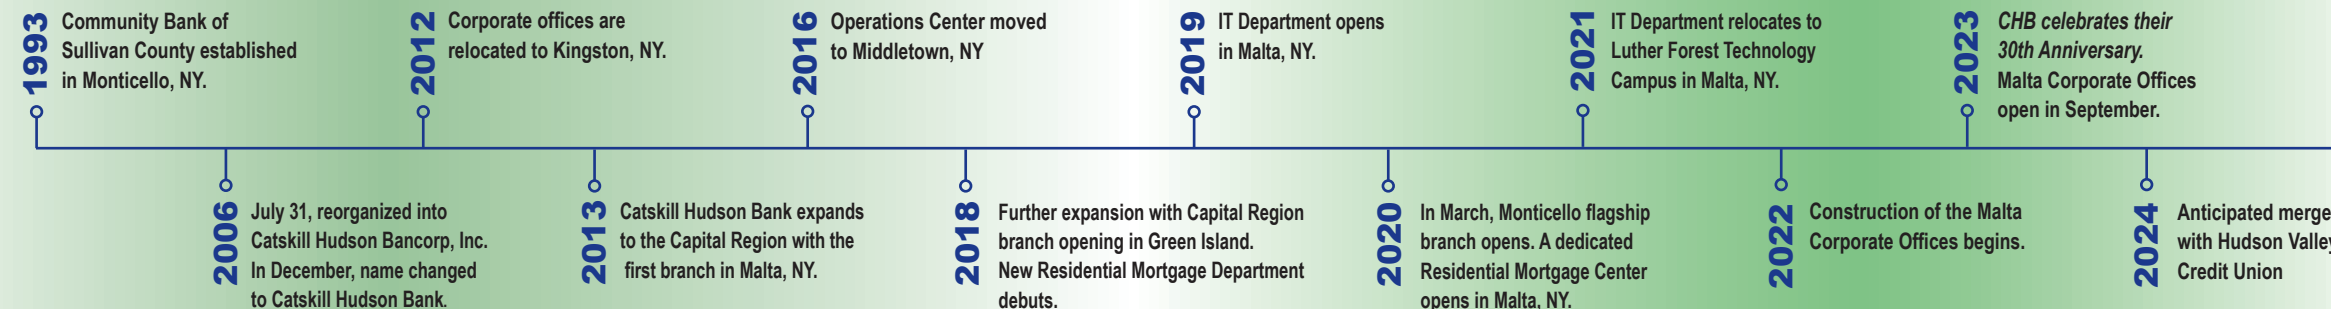 1993
Community Bank of
Sullivan County established
in Monticello, NY.
2006
July 31, reorganized into
Catskill Hudson Bancorp, Inc.
In December, name changed
to Catskill Hudson Bank.
2012
Corporate offices are
relocated to Kingston, NY.
2013
Catskill Hudson Bank expands
to the Capital Region with the
first branch in Malta, NY.
2016
Operations Center moved
to Middletown, NY
2018
Further expansion with Capital Region
branch opening in Green Island.
New Residential Mortgage Department
debuts.
2019
IT Department opens
in Malta, NY.
2020
In March, Monticello flagship
branch opens. A dedicated
Residential Mortgage Center
opens in Malta, NY.
2021
IT Department relocates to
Luther Forest Technology
Campus in Malta, NY.
2022
Construction of the Malta
Corporate Offices begins.
2023
CHB celebrates their
30th Anniversary.
Malta Corporate Offices
open in September.
2024
Anticipated merge
with Hudson Valley
Credit Union